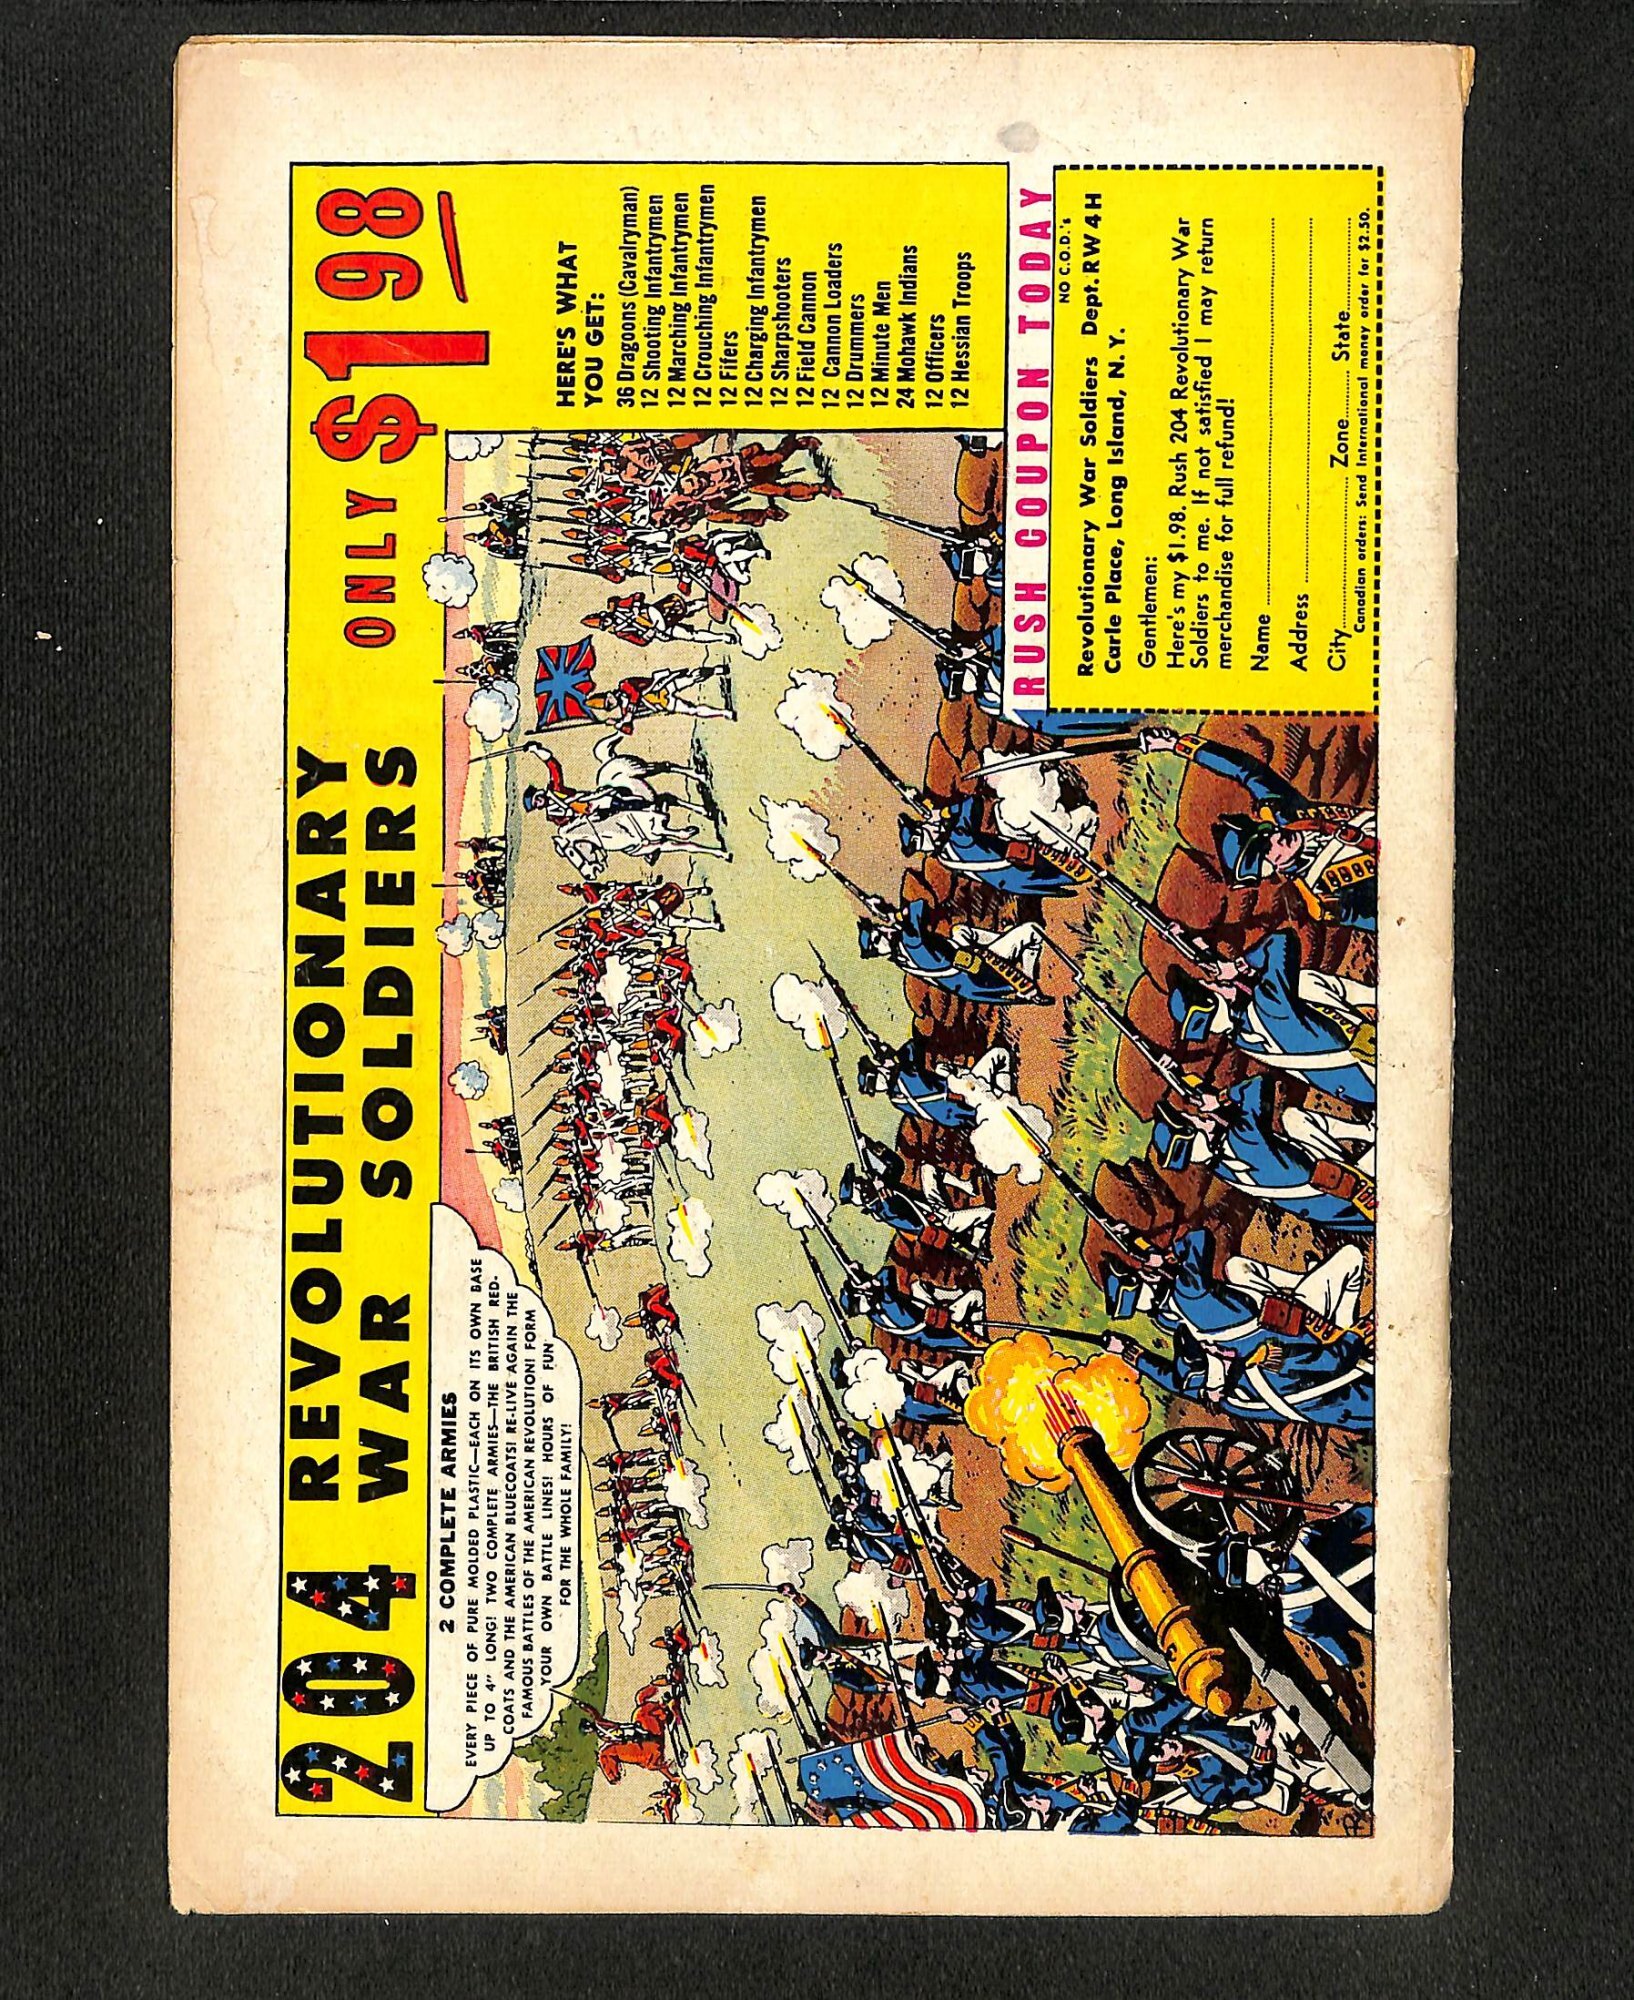 204 REVOLUTIONARY
WAR SOLDIERS
ONLY $1.98
2 COMPLETE ARMIES
EVERY PIECE OF PURE MOLDED PLASTIC—EACH ON ITS OWN BASE
UP TO 4" LONG! TWO COMPLETE ARMIES—THE BRITISH RED-
COATS AND THE AMERICAN BLUECOATS! RE-LIVE AGAIN THE
FAMOUS BATTLES OF THE AMERICAN REVOLUTION! FORM
YOUR OWN BATTLE LINES! HOURS OF FUN
FOR THE WHOLE FAMILY!
HERE'S WHAT
YOU GET:
36 Dragoons (Cavalryman)
12 Shooting Infantrymen
12 Marching Infantrymen
12 Crouching Infantrymen
12 Fifers
12 Charging Infantrymen
12 Sharpshooters
12 Field Cannon
12 Cannon Loaders
12 Drummers
12 Minute Men
24 Mohawk Indians
12 Officers
12 Hessian Troops
RUSH COUPON TODAY
NO C.O.D.'s
Revolutionary War Soldiers Dept. RW4H
Carle Place, Long Island, N. Y.
Gentlemen:
Here's my $1.98. Rush 204 Revolutionary War
Soldiers to me. If not satisfied I may return
merchandise for full refund!
Name
Address
City Zone State
Canadian orders: Send International money order for $2.50.